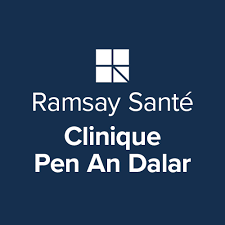 Ramsay Santé
Clinique
Pen An Dalar